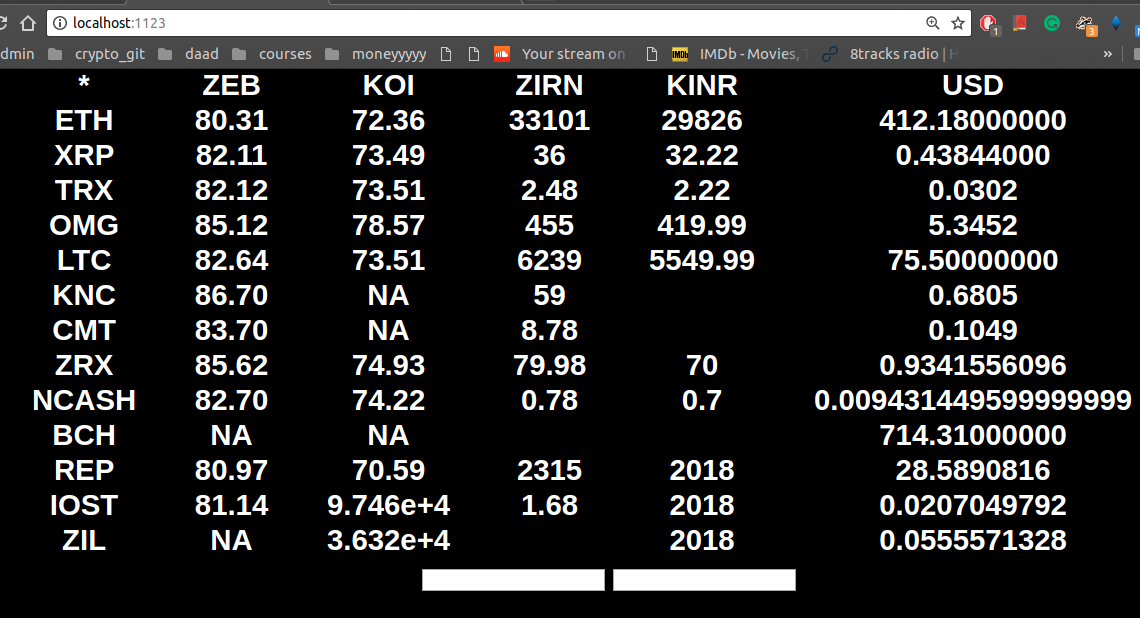 localhost:1123
1
3
dmin crypto_git daad courses moneyyyyy Your stream on IMDb IMDb - Movies, 8tracks radio | »
* ZEB KOI ZIRN KINR USD
ETH 80.31 72.36 33101 29826 412.18000000
XRP 82.11 73.49 36 32.22 0.43844000
TRX 82.12 73.51 2.48 2.22 0.0302
OMG 85.12 78.57 455 419.99 5.3452
LTC 82.64 73.51 6239 5549.99 75.50000000
KNC 86.70 NA 59 0.6805
CMT 83.70 NA 8.78 0.1049
ZRX 85.62 74.93 79.98 70 0.9341556096
NCASH 82.70 74.22 0.78 0.7 0.009431449599999999
BCH NA NA 714.31000000
REP 80.97 70.59 2315 2018 28.5890816
IOST 81.14 9.746e+4 1.68 2018 0.0207049792
ZIL NA 3.632e+4 2018 0.0555571328